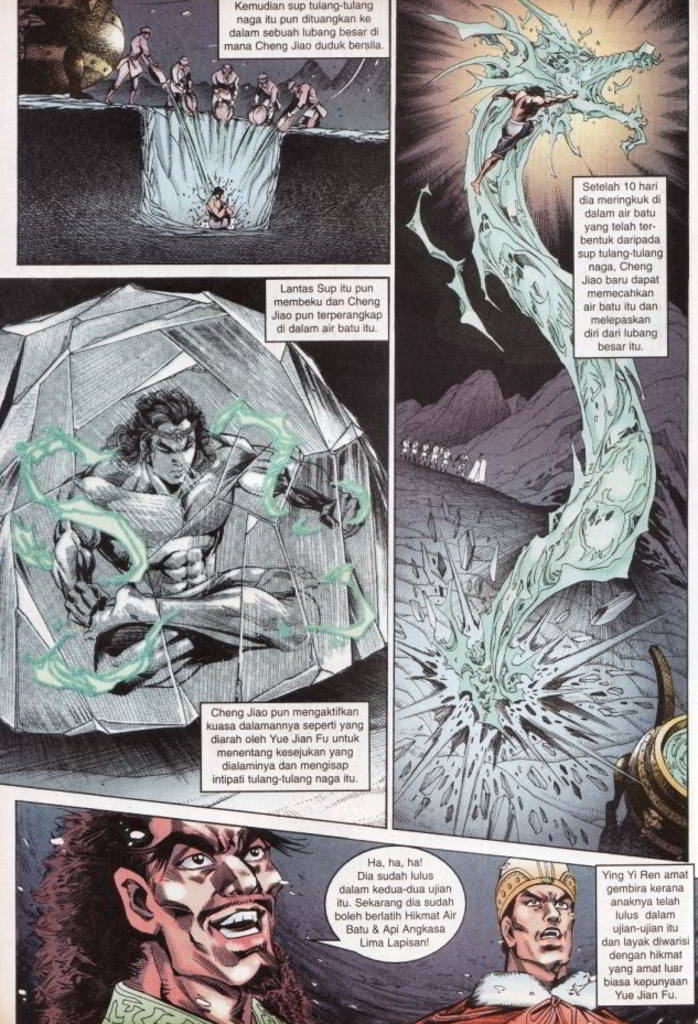 Kemudian sup tulang-tulang
naga itu pun dituangkan ke
dalam sebuah lubang besar di
mana Cheng Jiao duduk bersila.
Lantas Sup itu pun
membeku dan Cheng
Jiao pun terperangkap
di dalam air batu itu.
Cheng Jiao pun mengaktifkan
kuasa dalamannya seperti yang
diarah oleh Yue Jian Fu untuk
menentang kesejukan yang
dialaminya dan mengisap
intipati tulang-tulang naga itu.
Setelah 10 hari
dia meringkuk di
dalam air batu
yang telah ter-
bentuk daripada
sup tulang-tulang
naga, Cheng
Jiao baru dapat
memecahkan
air batu itu dan
melepaskan
diri dari lubang
besar itu.
Ha, ha, ha!
Dia sudah lulus
dalam kedua-dua ujian
itu. Sekarang dia sudah
boleh berlatih Hikmat Air
Batu & Api Angkasa
Lima Lapisan!
Ying Yi Ren amat
gembira kerana
anaknya telah
lulus dalam
ujian-ujian itu
dan layak diwarisi
dengan hikmat
yang amat luar
biasa kepunyaan
Yue Jian Fu.